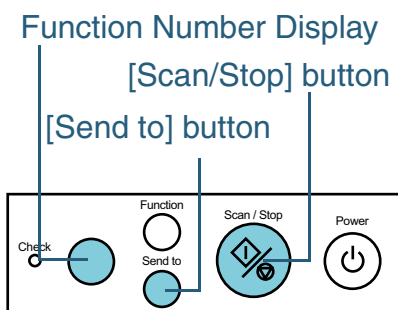 Function Number Display
[Scan/Stop] button
[Send to] button
Function
Scan / Stop
Power
Check
Send to